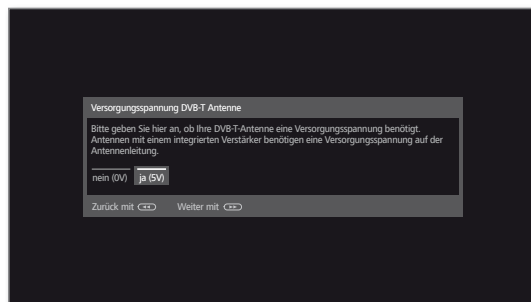 Versorgungsspannung DVB-T Antenne
Bitte geben Sie hier an, ob Ihre DVB-T-Antenne eine Versorgungsspannung benötigt.
Antennen mit einem integrierten Verstärker benötigen eine Versorgungsspannung auf der
Antennenleitung.
nein (0V) ja (5V)
Zurück mit Weiter mit